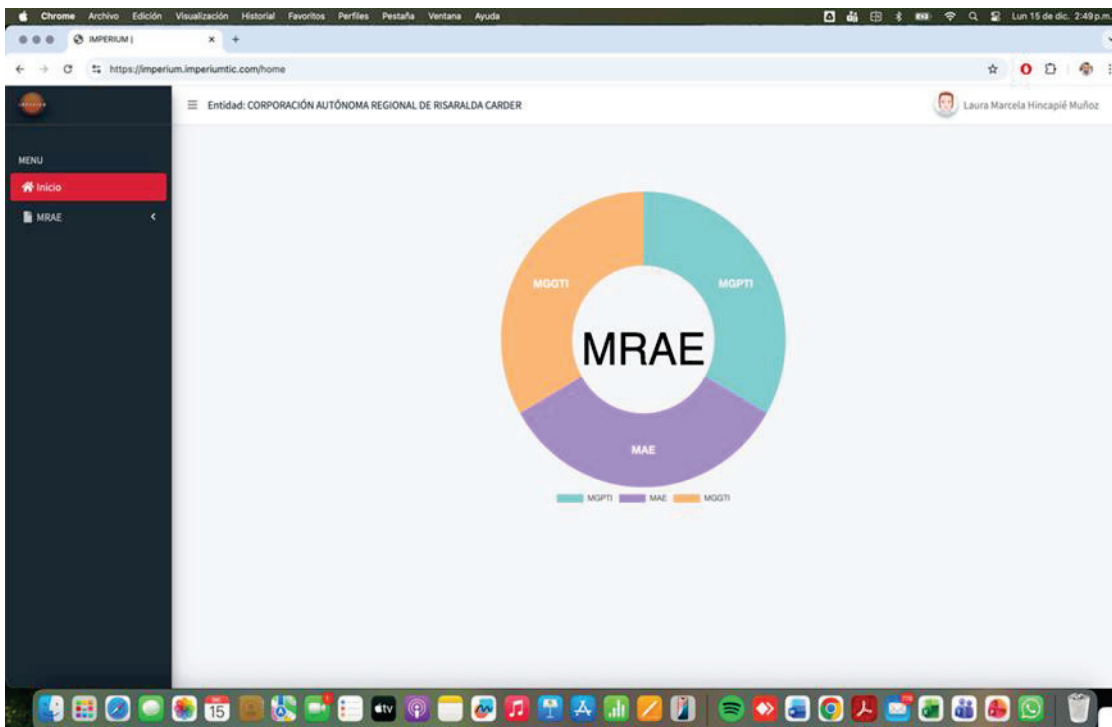 Chrome Archivo Edición Visualización Historial Favoritos Perfiles Pestaña Ventana Ayuda Lun 15 de dic. 2:49 p.m.
IMPERIUM |
https://imperium.imperiumtic.com/home
Entidad: CORPORACIÓN AUTÓNOMA REGIONAL DE RISARALDA CARDER Laura Marcela Hincapié Muñoz
MENU
Inicio
MRAE
MGGTI MGPTI
MRAE
MAE
MGPTI MAE MGGTI
15
tv